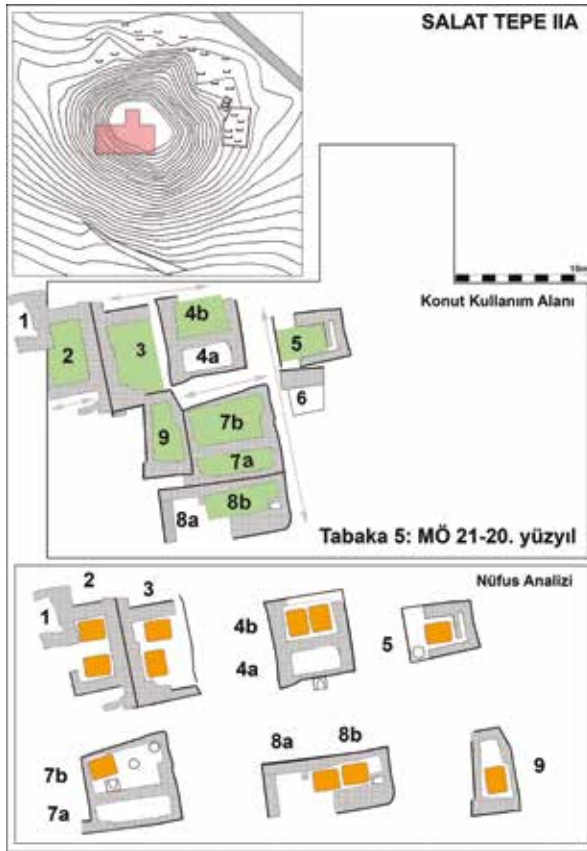 SALAT TEPE IIA
10m
Konut Kullanım Alanı
1
2
3
4b
4a
5
6
9
7b
7a
8a
8b
Tabaka 5: MÖ 21-20. yüzyıl
Nüfus Analizi
1
2
3
4b
4a
5
7b
7a
8a
8b
9